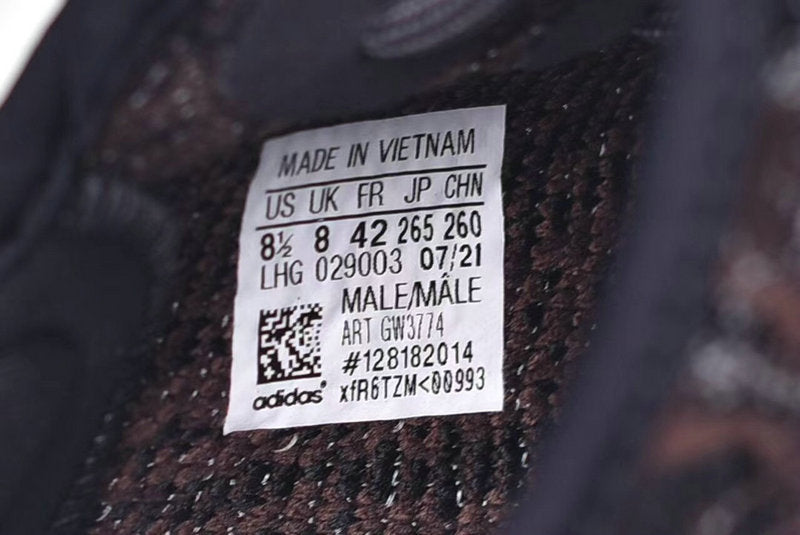 MADE IN VIETNAM
US UK FR JP CHN
8½ 8 42 265 260
LHG 029003 07/21
MALE/MÂLE
ART GW3774
#128182014
xfR6TZM<00993
adidas®